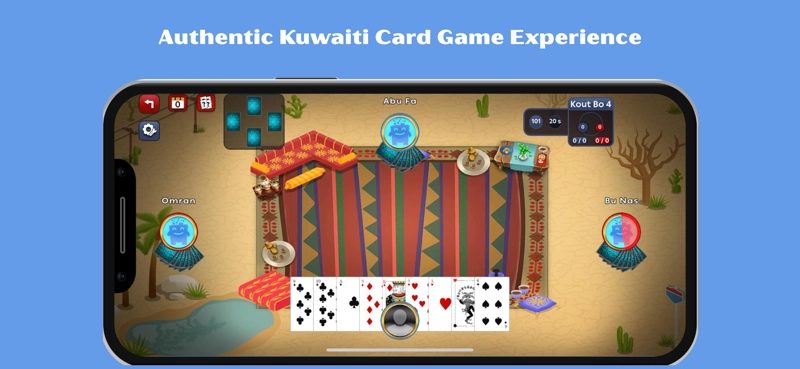 Authentic Kuwaiti Card Game Experience
Abu Fa
Kout Bo 4
0
101
20 s
0
0
0 / 0
0 / 0
Omran
Bu Nas